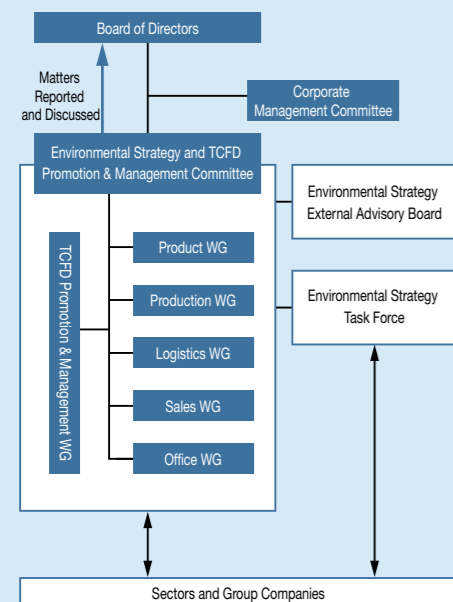 Board of Directors
Matters
Reported
and Discussed
Corporate
Management Committee
Environmental Strategy and TCFD
Promotion & Management Committee
Environmental Strategy
External Advisory Board
TCFD Promotion & Management WG
Product WG
Production WG
Logistics WG
Sales WG
Office WG
Environmental Strategy
Task Force
Sectors and Group Companies